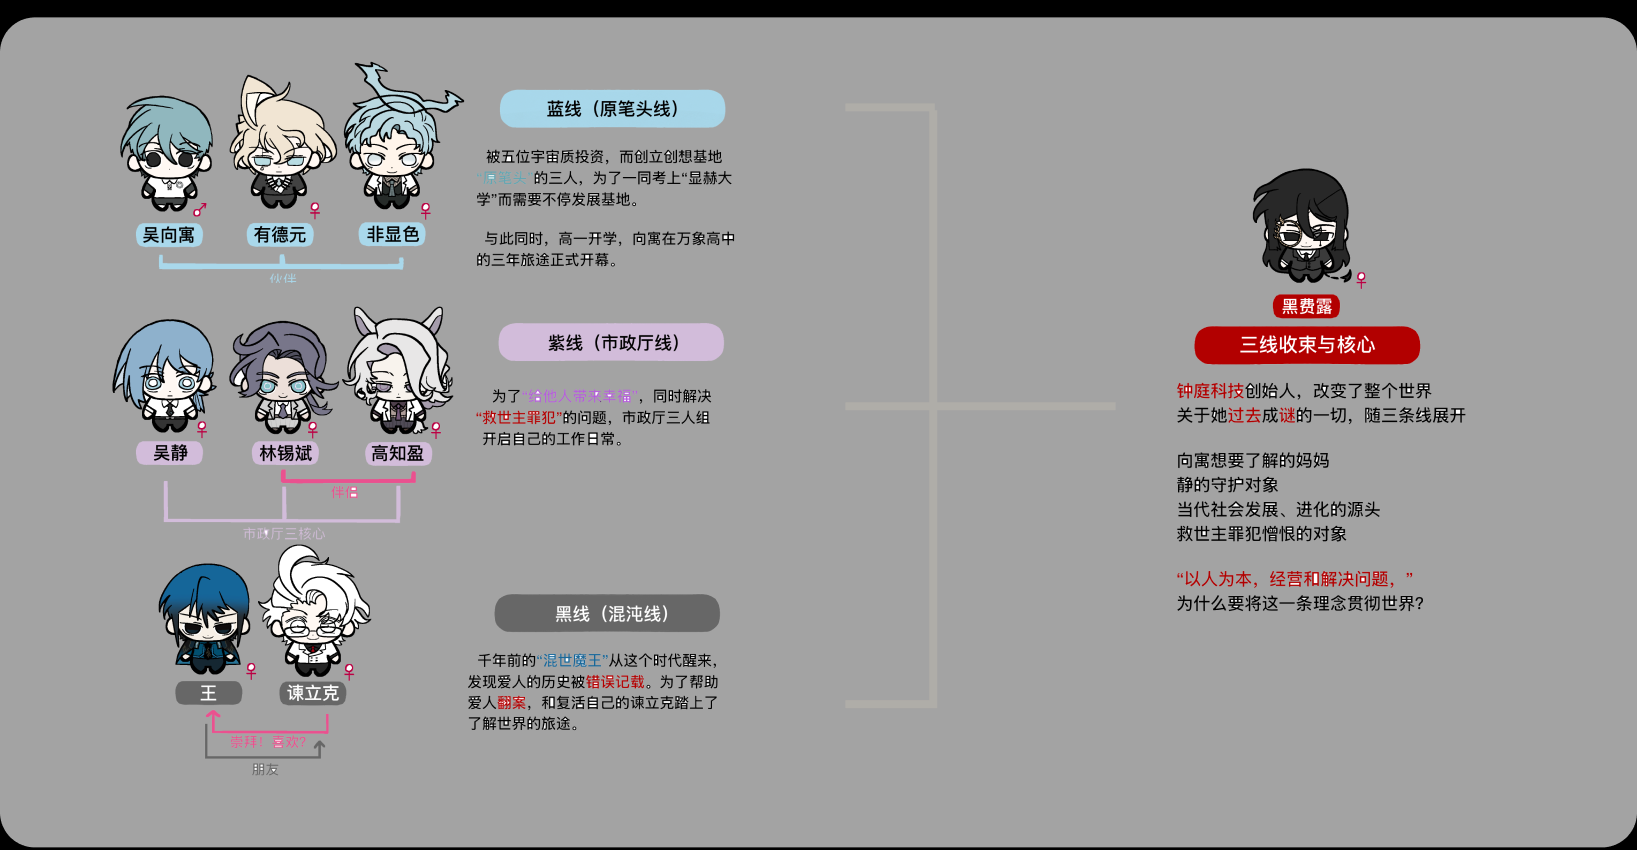 蓝线（原笔头线）
被五位宇宙质投资，而创立创想基地
“原笔头”的三人，为了一同考上“显赫大
学”而需要不停发展基地。
与此同时，高一开学，向寓在万象高中
的三年旅途正式开幕。
吴向寓
有德元
非显色
伙伴
紫线（市政厅线）
为了“给他人带来幸福”，同时解决
“救世主罪犯”的问题，市政厅三人组
开启自己的工作日常。
吴静
林锡斌
高知盈
伴侣
市政厅三核心
黑线（混沌线）
千年前的“混世魔王”从这个时代醒来，
发现爱人的历史被错误记载。为了帮助
爱人翻案，和复活自己的谏立克踏上了
了解世界的旅途。
王
谏立克
崇拜！喜欢？
朋友
黑费露
三线收束与核心
钟庭科技创始人，改变了整个世界
关于她过去成谜的一切，随三条线展开
向寓想要了解的妈妈
静的守护对象
当代社会发展、进化的源头
救世主罪犯憎恨的对象
“以人为本，经营和解决问题，”
为什么要将这一条理念贯彻世界?